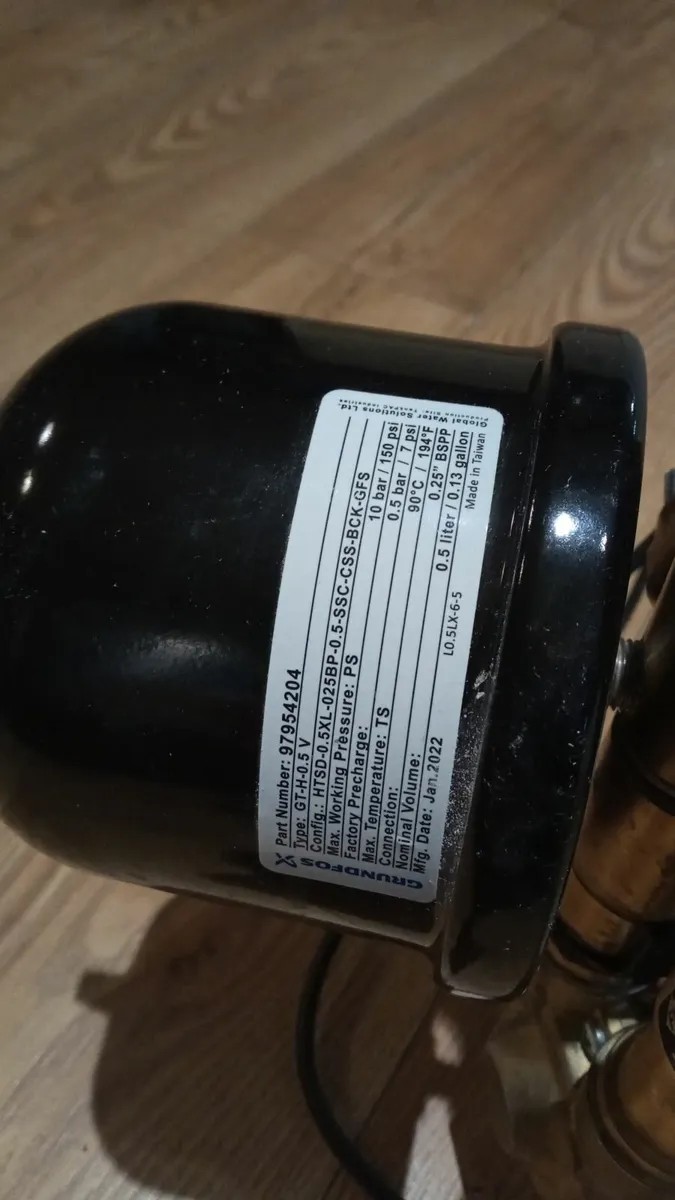 GRUNDFOS X
Part Number: 97954204
Type: GT-H-0.5 V
Config.: HTSD-0.5XL-025BP-0.5-SSC-CSS-BCK-GFS
Max. Working Pressure: PS 10 bar / 150 psi
Factory Precharge: 0.5 bar / 7 psi
Max. Temperature: TS 90°C / 194°F
Connection: 0.25" BSPP
Nominal Volume: 0.5 liter / 0.13 gallon
Mfg. Date: Jan.2022 LO.5LX-6-5 Made in Taiwan
Global Water Solutions Ltd.
Production Site: TankPAC Industries